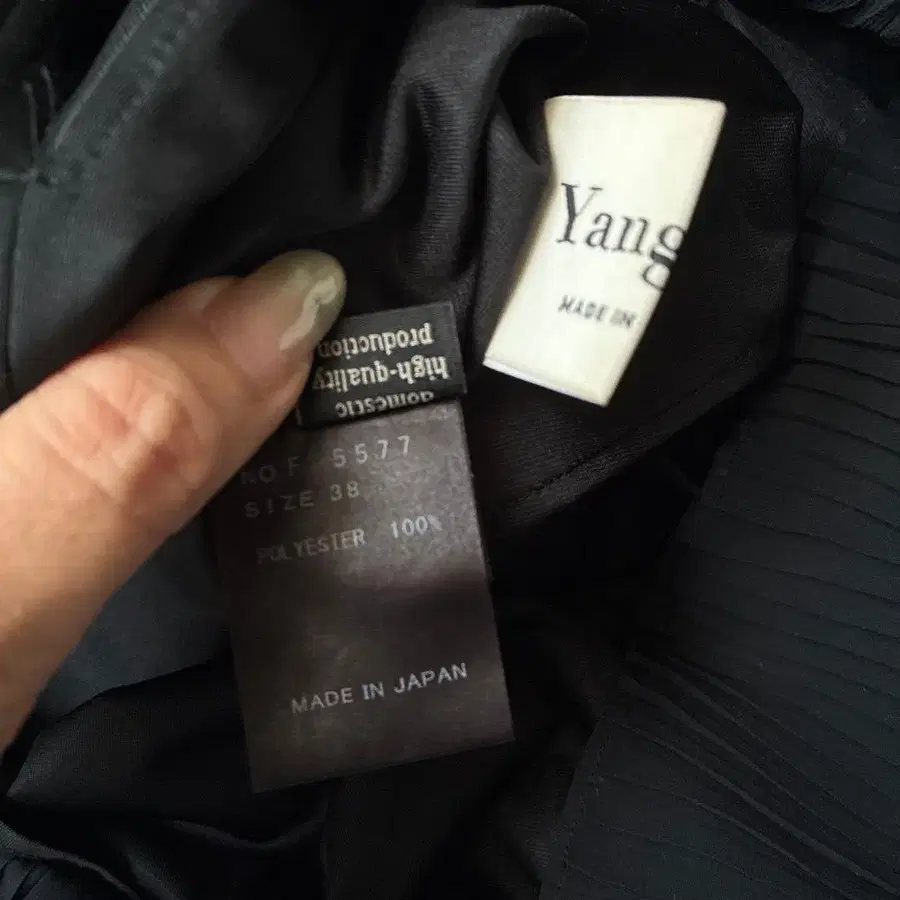 Yang
MADE IN
domestic
high-quality
production
NO F 5577
SIZE 38
POLYESTER 100%
MADE IN JAPAN